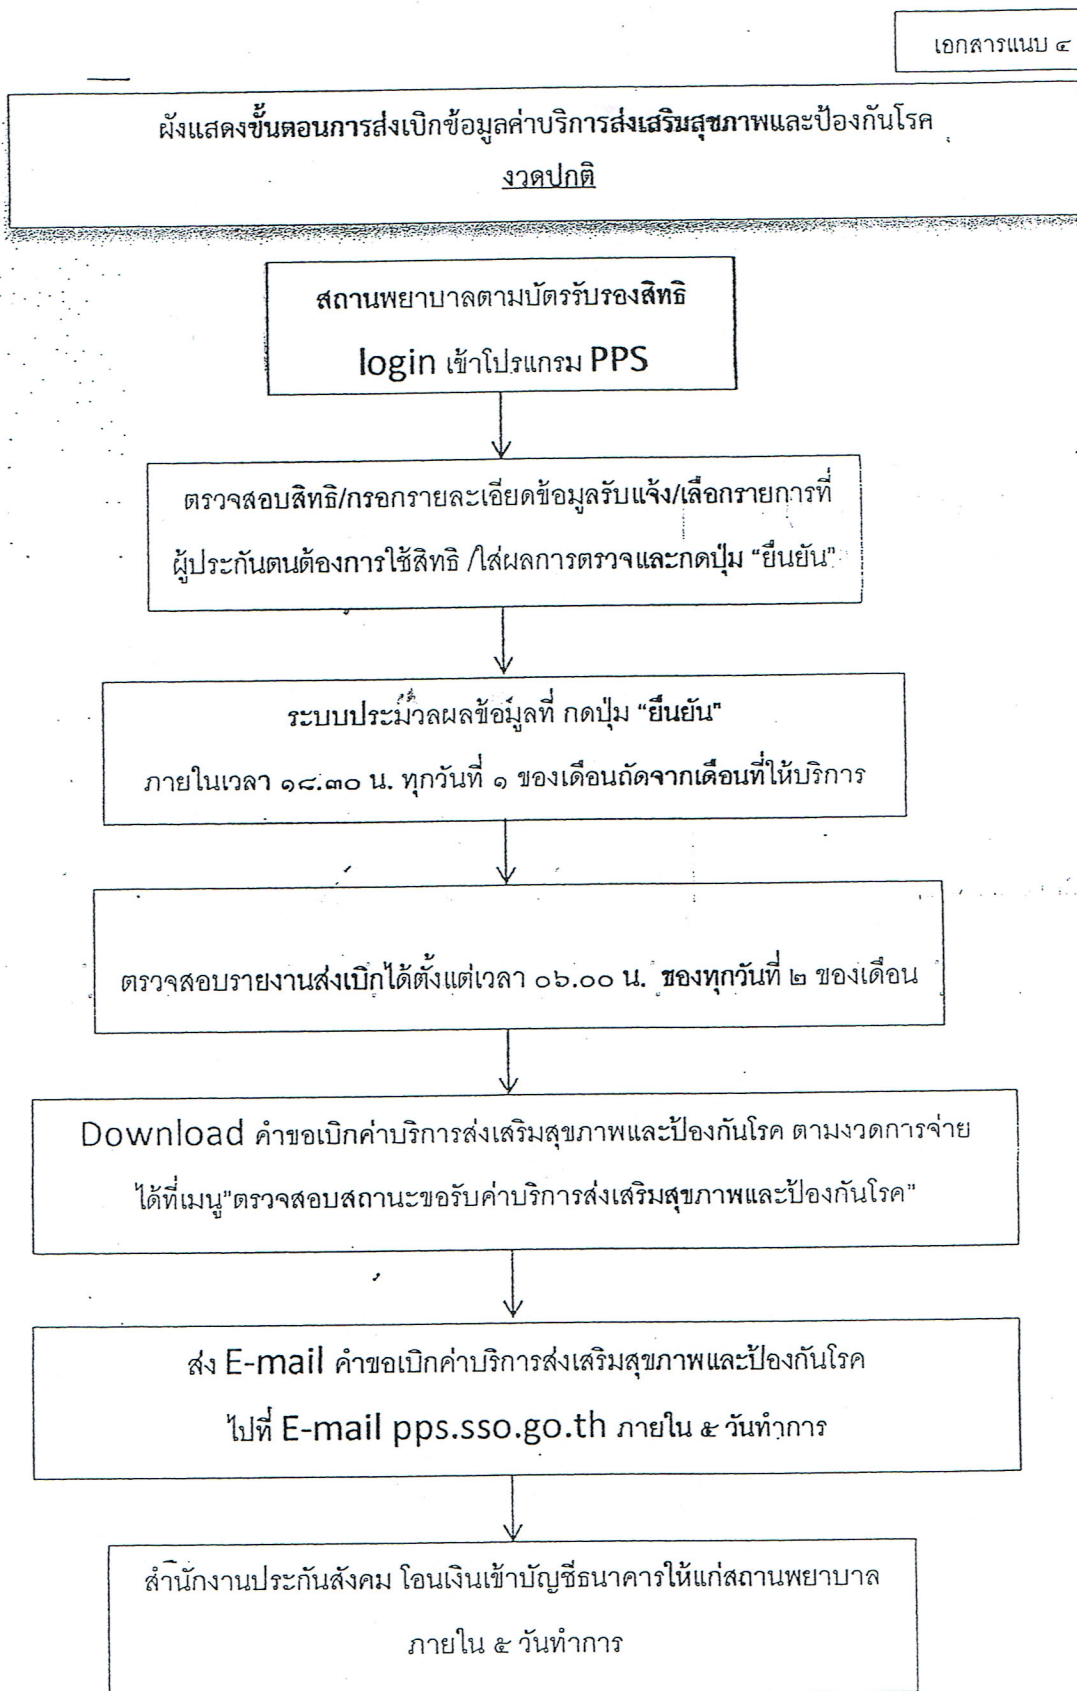 เอกสารแนบ ๔
ผังแสดงขั้นตอนการส่งเบิกข้อมูลค่าบริการส่งเสริมสุขภาพและป้องกันโรค
งวดปกติ
สถานพยาบาลตามบัตรรับรองสิทธิ
login เข้าโปรแกรม PPS
ตรวจสอบสิทธิ/กรอกรายละเอียดข้อมูลรับแจ้ง/เลือกรายการที่
ผู้ประกันตนต้องการใช้สิทธิ /ใส่ผลการตรวจและกดปุ่ม “ยืนยัน”
ระบบประมวลผลข้อมูลที่ กดปุ่ม “ยืนยัน”
ภายในเวลา ๑๘.๓๐ น. ทุกวันที่ ๑ ของเดือนถัดจากเดือนที่ให้บริการ
ตรวจสอบรายงานส่งเบิกได้ตั้งแต่เวลา ๐๖.๐๐ น. ของทุกวันที่ ๒ ของเดือน
Download คำขอเบิกค่าบริการส่งเสริมสุขภาพและป้องกันโรค ตามงวดการจ่าย
ได้ที่เมนู”ตรวจสอบสถานะขอรับค่าบริการส่งเสริมสุขภาพและป้องกันโรค”
ส่ง E-mail คำขอเบิกค่าบริการส่งเสริมสุขภาพและป้องกันโรค
ไปที่ E-mail pps.sso.go.th ภายใน ๕ วันทำการ
สำนักงานประกันสังคม โอนเงินเข้าบัญชีธนาคารให้แก่สถานพยาบาล
ภายใน ๕ วันทำการ